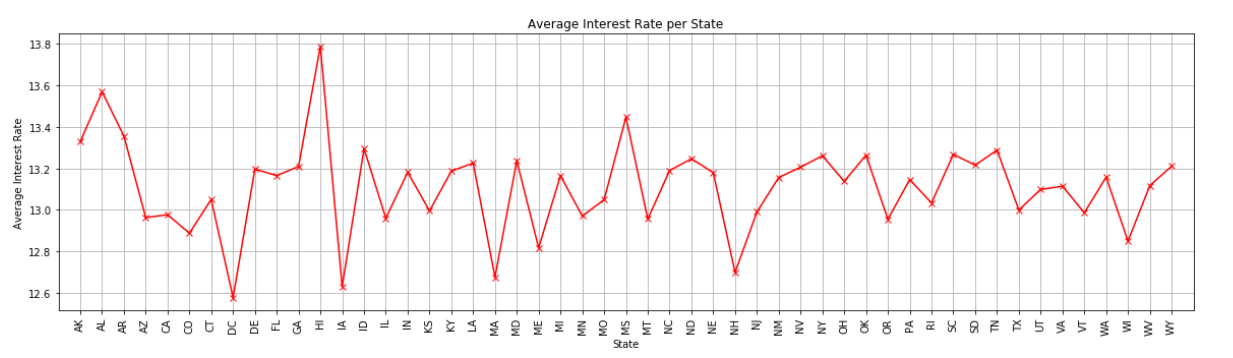 Average Interest Rate per State
Average Interest Rate
13.8
13.6
13.4
13.2
13.0
12.8
12.6
AK AL AR AZ CA CO CT DC DE FL GA HI IA ID IL IN KS KY LA MA MD ME MI MN MO MS MT NC ND NE NH NJ NM NV NY OH OK OR PA RI SC SD TN TX UT VA VT WA WI WV WY
State